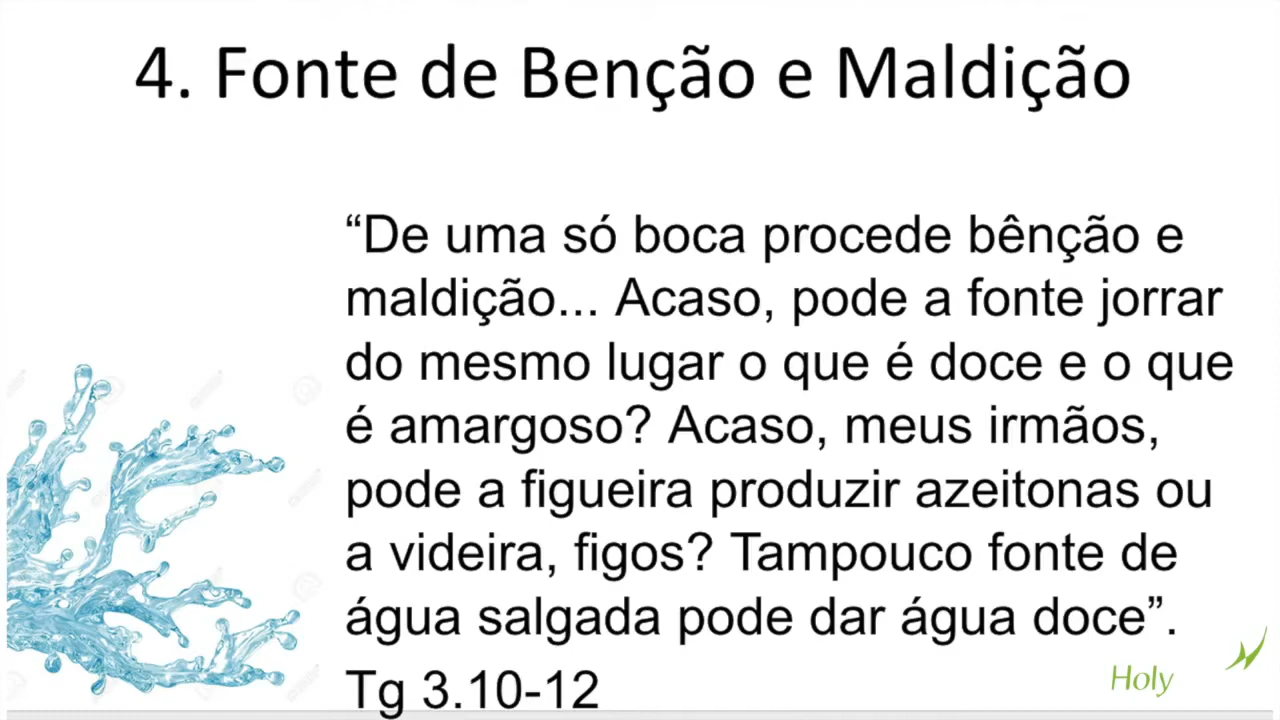 4. Fonte de Benção e Maldição
“De uma só boca procede bênção e
maldição... Acaso, pode a fonte jorrar
do mesmo lugar o que é doce e o que
é amargoso? Acaso, meus irmãos,
pode a figueira produzir azeitonas ou
a videira, figos? Tampouco fonte de
água salgada pode dar água doce”.
Tg 3.10-12
Holy